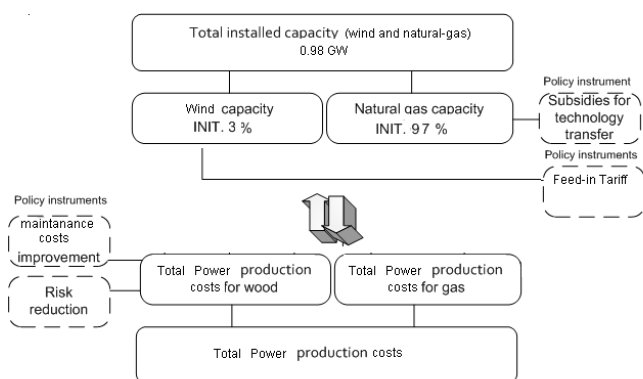 Total installed capacity (wind and natural-gas)
0.98 GW
Policy instrument
Wind capacity
INIT. 3 %
Natural gas capacity
INIT. 97 %
Subsidies for
technology
transfer
Policy instruments
Feed-in Tariff
Policy instruments
maintanance
costs
improvement
Total Power production
costs for wood
Total Power production
costs for gas
Risk
reduction
Total Power production costs